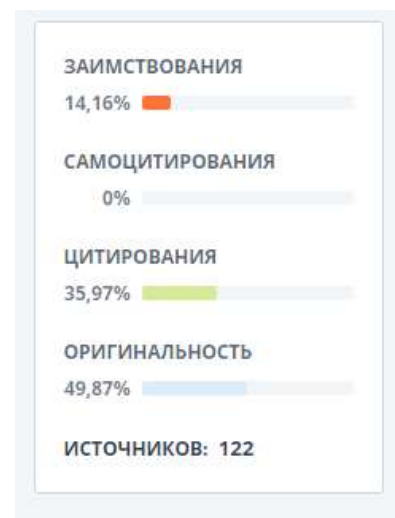 ЗАИМСТВОВАНИЯ
14,16%
САМОЦИТИРОВАНИЯ
0%
ЦИТИРОВАНИЯ
35,97%
ОРИГИНАЛЬНОСТЬ
49,87%
ИСТОЧНИКОВ: 122